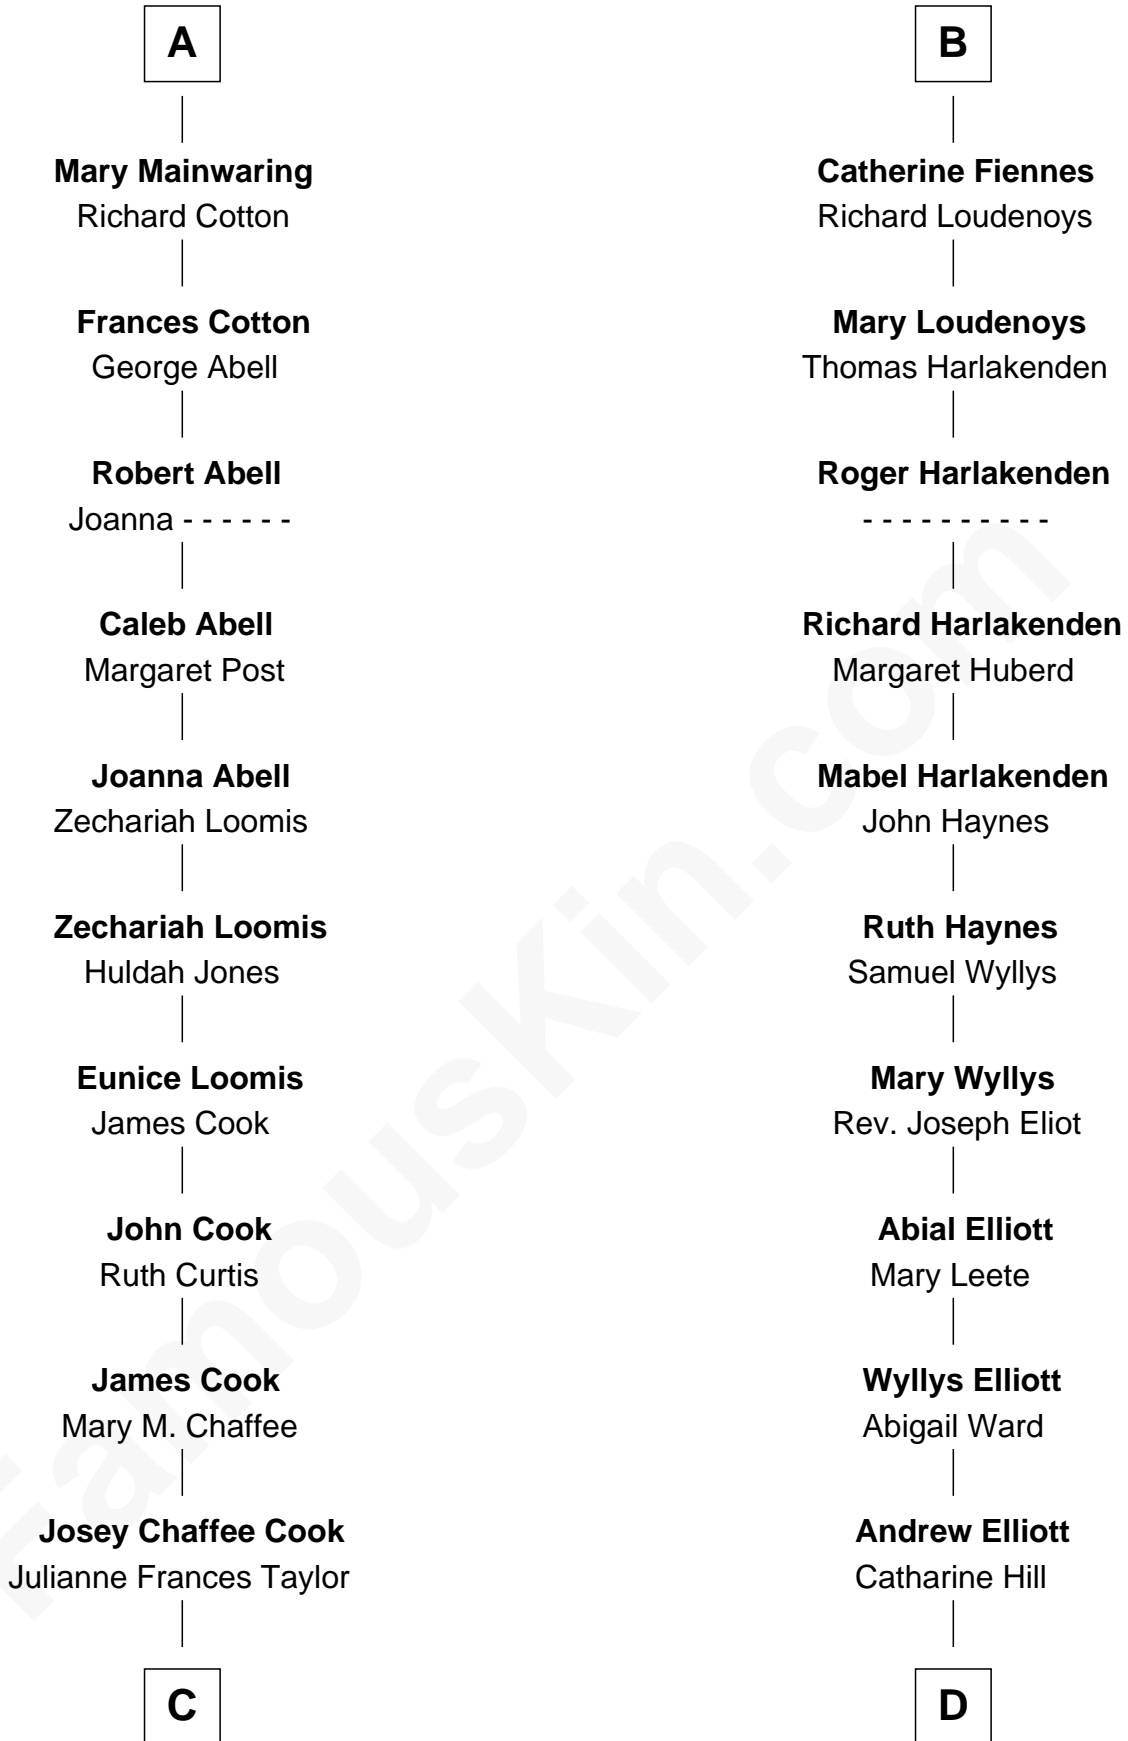 A
Mary Mainwaring
Richard Cotton
Frances Cotton
George Abell
Robert Abell
Joanna - - - - - -
Caleb Abell
Margaret Post
Joanna Abell
Zechariah Loomis
Zechariah Loomis
Huldah Jones
Eunice Loomis
James Cook
John Cook
Ruth Curtis
James Cook
Mary M. Chaffee
Josey Chaffee Cook
Julianne Frances Taylor
C
B
Catherine Fiennes
Richard Loudenoys
Mary Loudenoys
Thomas Harlakenden
Roger Harlakenden
- - - - - - - - - -
Richard Harlakenden
Margaret Huberd
Mabel Harlakenden
John Haynes
Ruth Haynes
Samuel Wyllys
Mary Wyllys
Rev. Joseph Eliot
Abial Elliott
Mary Leete
Wyllys Elliott
Abigail Ward
Andrew Elliott
Catharine Hill
D
FamousKin.com